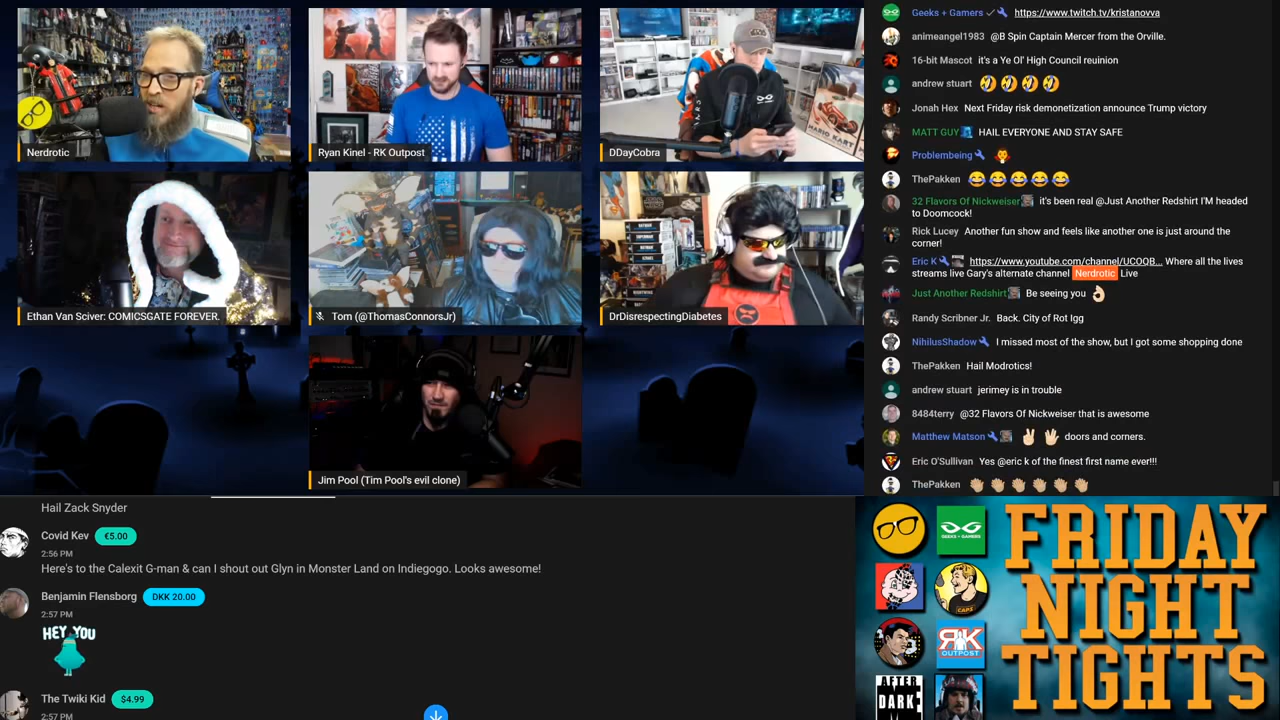 Nerdrotic
Ryan Kinel - RK Outpost
DDayCobra
MARIO KART
Ethan Van Sciver: COMICSGATE FOREVER.
Tom (@ThomasConnorsJr)
DrDisrespectingDiabetes
Jim Pool (Tim Pool's evil clone)
Geeks + Gamers https://www.twitch.tv/kristanovva
animeangel1983 @B Spin Captain Mercer from the Orville.
16-bit Mascot it's a Ye Ol' High Council reunion
andrew stuart 🤣 🤣 🤣 🤣
Jonah Hex Next Friday risk demonetization announce Trump victory
MATT GUY HAIL EVERYONE AND STAY SAFE
Problembeing
ThePakken 😂 😂 😂 😂 😂
32 Flavors Of Nickweiser it's been real @Just Another Redshirt I'M headed
to Doomcock!
Rick Lucey Another fun show and feels like another one is just around the
corner!
Eric K https://www.youtube.com/channel/UCOQB... Where all the lives
streams live Gary's alternate channel Nerdrotic Live
Just Another Redshirt Be seeing you 👌🏻
Randy Scribner Jr. Back. City of Rot Igg
NihilusShadow I missed most of the show, but I got some shopping done
ThePakken Hail Modrotics!
andrew stuart jerimey is in trouble
8484terry @32 Flavors Of Nickweiser that is awesome
Matthew Matson ✌🏻 🖖🏻 doors and corners.
Eric O'Sullivan Yes @eric k of the finest first name ever!!!
ThePakken 👏🏼 👏🏼 👏🏼 👏🏼 👏🏼 👏🏼
Hail Zack Snyder
Covid Kev €5.00
2:56 PM
Here's to the Calexit G-man & can I shout out Glyn in Monster Land on Indiegogo. Looks awesome!
Benjamin Flensborg DKK 20.00
2:57 PM
HEY YOU
The Twiki Kid $4.99
2:57 PM
GEEKS + GAMERS
CAPS
RK
OUTPOST
AFTER
DARK
FRIDAY
NIGHT
TIGHTS